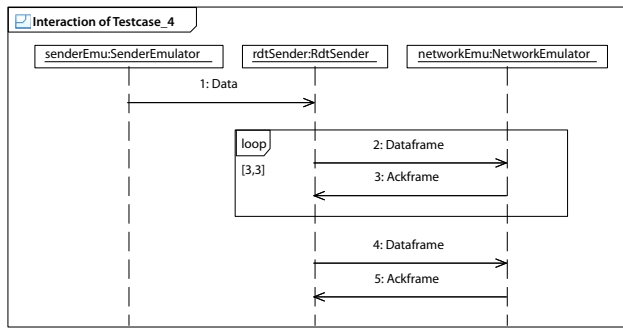 Interaction of Testcase_4
senderEmu:SenderEmulator
rdtSender:RdtSender
networkEmu:NetworkEmulator
1: Data
loop
2: Dataframe
[3,3]
3: Ackframe
4: Dataframe
5: Ackframe